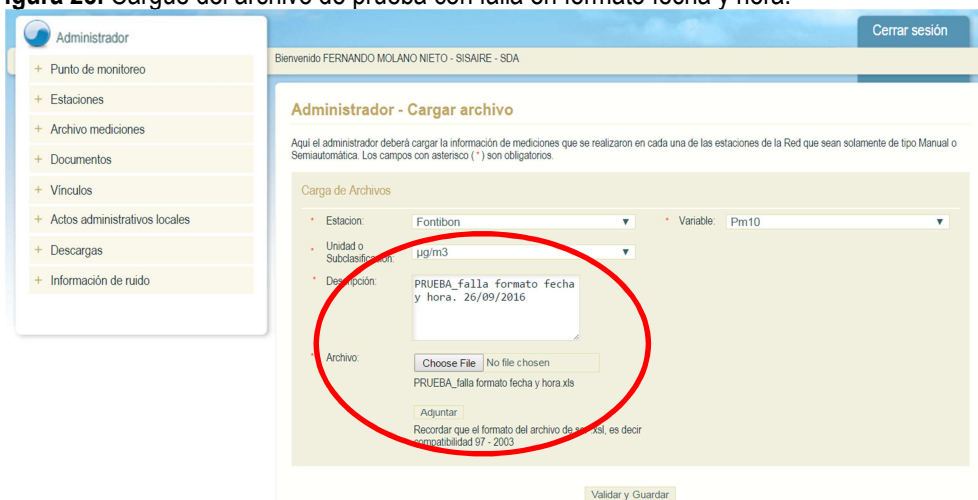 igura 26. Cargue del archivo de prueba con falla en formato fecha y hora.
Administrador
Cerrar sesión
Bienvenido FERNANDO MOLANO NIETO - SISAIRE - SDA
+ Punto de monitoreo
+ Estaciones
+ Archivo mediciones
+ Documentos
+ Vínculos
+ Actos administrativos locales
+ Descargas
+ Información de ruido
Administrador - Cargar archivo
Aquí el administrador deberá cargar la información de mediciones que se realizaron en cada una de las estaciones de la Red que sean solamente de tipo Manual o
Semiautomática. Los campos con asterisco ( * ) son obligatorios.
Carga de Archivos
* Estacion: Fontibon ▼ * Variable: Pm10 ▼
* Unidad o
Subclasificación: µg/m3 ▼
* Descripción: PRUEBA_falla formato fecha
y hora. 26/09/2016
* Archivo: Choose File No file chosen
PRUEBA_falla formato fecha y hora.xls
Adjuntar
Recordar que el formato del archivo de .xsl, es decir
compatibilidad 97 - 2003
Validar y Guardar